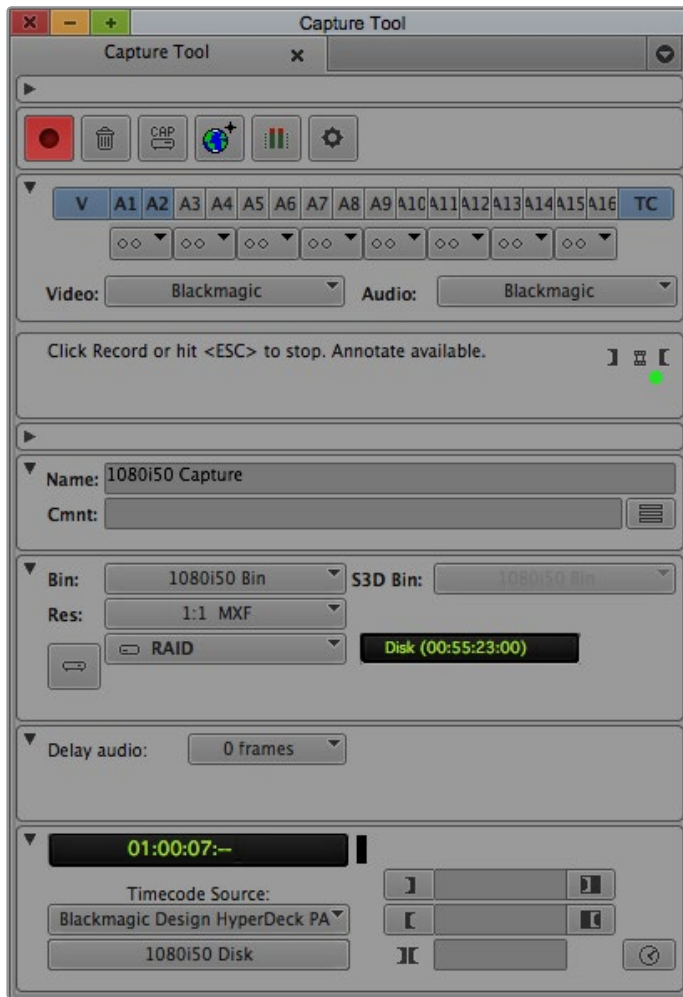 Capture Tool
Capture Tool
CAP
V A1 A2 A3 A4 A5 A6 A7 A8 A9 A10 A11 A12 A13 A14 A15 A16 TC
Video: Blackmagic Audio: Blackmagic
Click Record or hit <ESC> to stop. Annotate available.
Name: 1080i50 Capture
Cmnt:
Bin: 1080i50 Bin S3D Bin: 1080i50 Bin
Res: 1:1 MXF
RAID Disk (00:55:23:00)
Delay audio: 0 frames
01:00:07:--
Timecode Source:
Blackmagic Design HyperDeck PA
1080i50 Disk